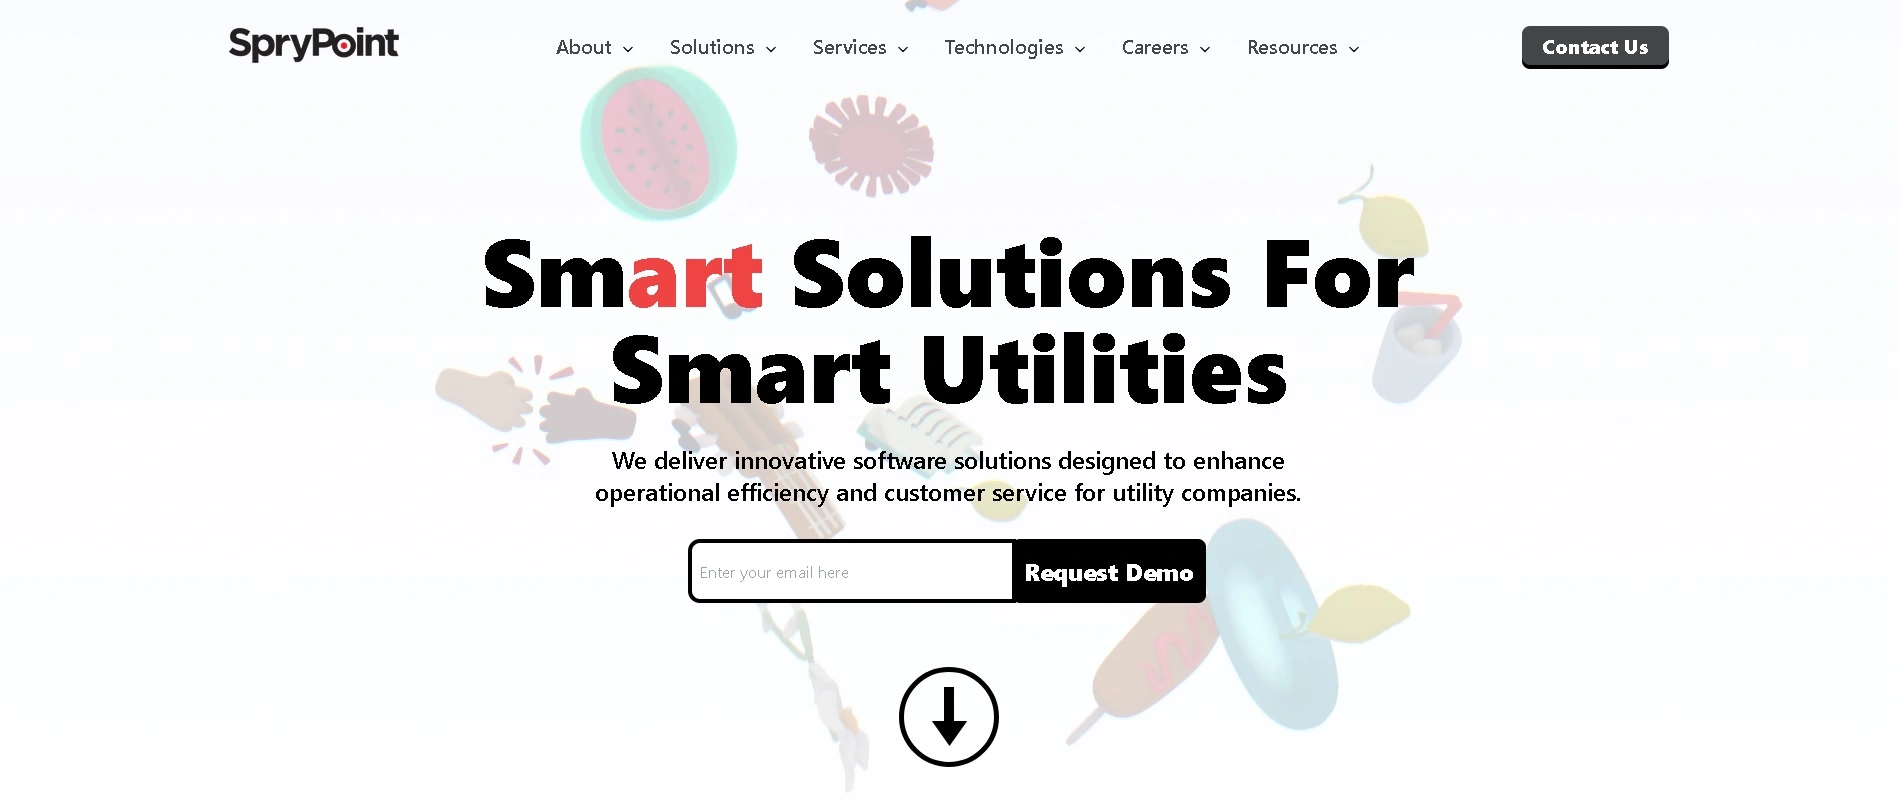 SpryPoint
About
Solutions
Services
Technologies
Careers
Resources
Contact Us
Smart Solutions For
Smart Utilities
We deliver innovative software solutions designed to enhance
operational efficiency and customer service for utility companies.
Enter your email here
Request Demo